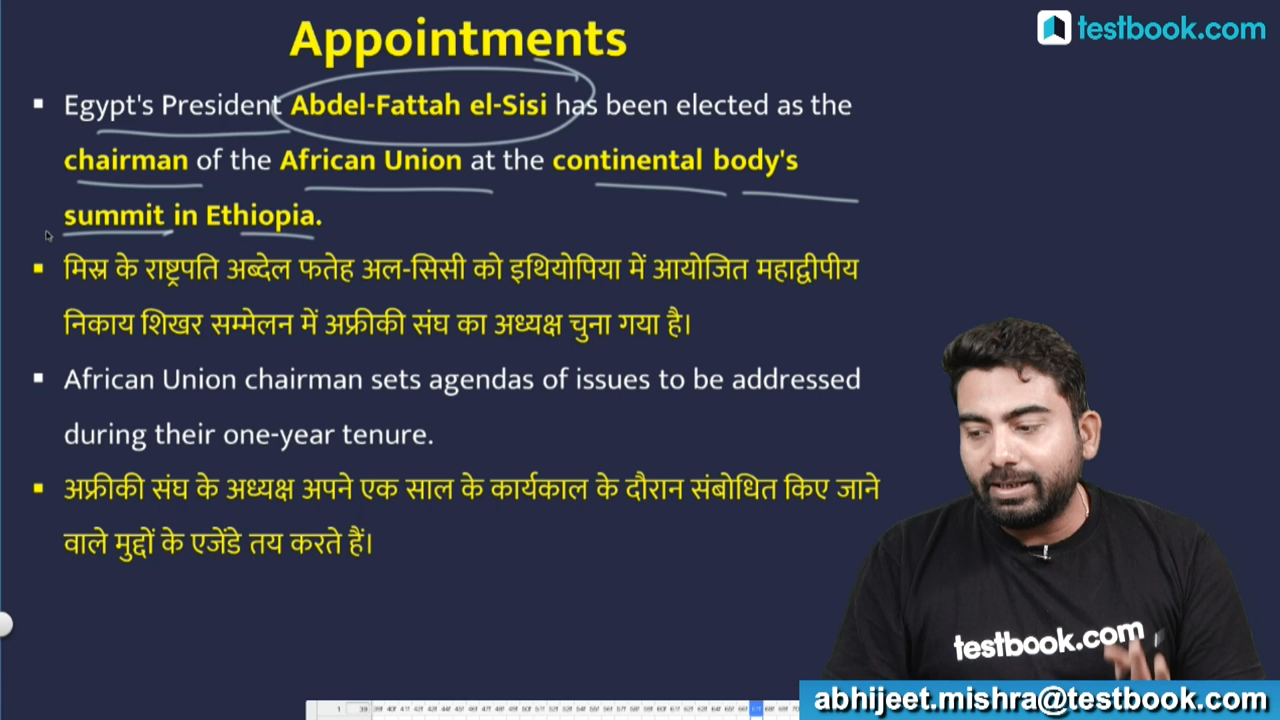 Appointments
testbook.com
▪ Egypt's President Abdel-Fattah el-Sisi has been elected as the
chairman of the African Union at the continental body's
summit in Ethiopia.
▪ मिस्र के राष्ट्रपति अब्देल फतेह अल-सिसी को इथियोपिया में आयोजित महाद्वीपीय
निकाय शिखर सम्मेलन में अफ्रीकी संघ का अध्यक्ष चुना गया है।
▪ African Union chairman sets agendas of issues to be addressed
during their one-year tenure.
▪ अफ्रीकी संघ के अध्यक्ष अपने एक साल के कार्यकाल के दौरान संबोधित किए जाने
वाले मुद्दों के एजेंडे तय करते हैं।
testbook.com
abhijeet.mishra@testbook.com